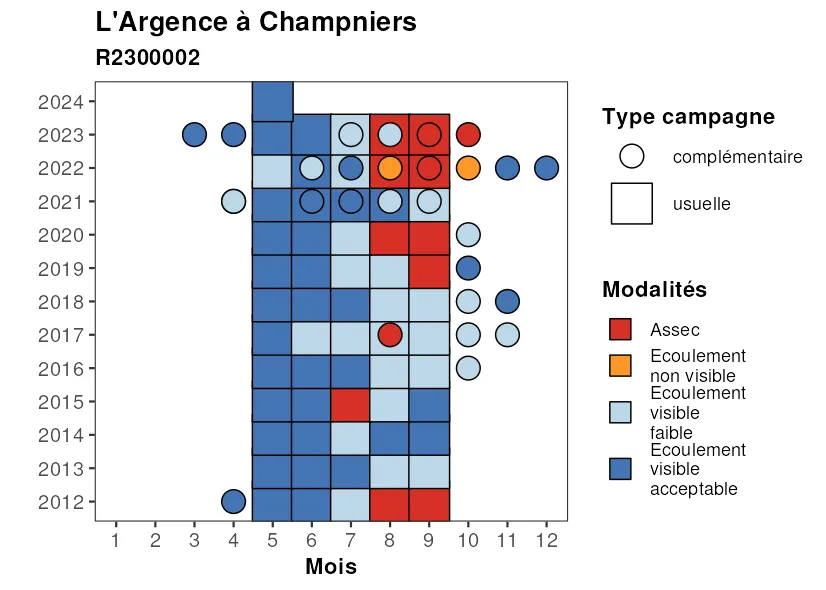 L'Argence à Champniers
R2300002
2024
2023
2022
2021
2020
2019
2018
2017
2016
2015
2014
2013
2012
1 2 3 4 5 6 7 8 9 10 11 12
Mois
Type campagne
complémentaire
usuelle
Modalités
Assec
Ecoulement
non visible
Ecoulement
visible
faible
Ecoulement
visible
acceptable